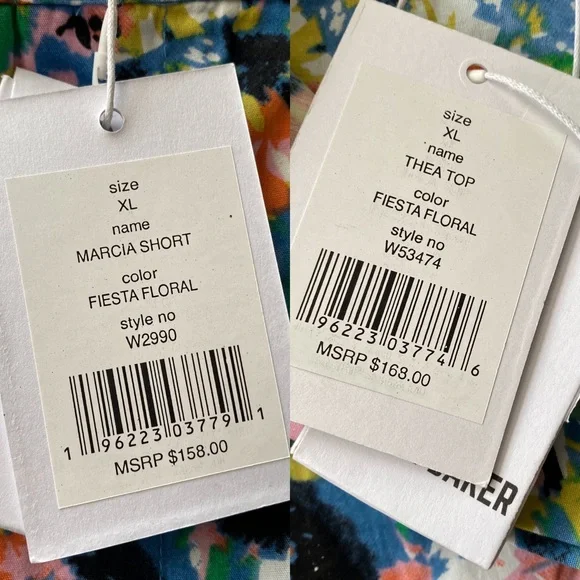 size
XL
name
MARCIA SHORT
color
FIESTA FLORAL
style no
W2990
1 96223 03779 1
MSRP $158.00
size
XL
name
THEA TOP
color
FIESTA FLORAL
style no
W53474
96223 03774 6
MSRP $168.00
BAKER